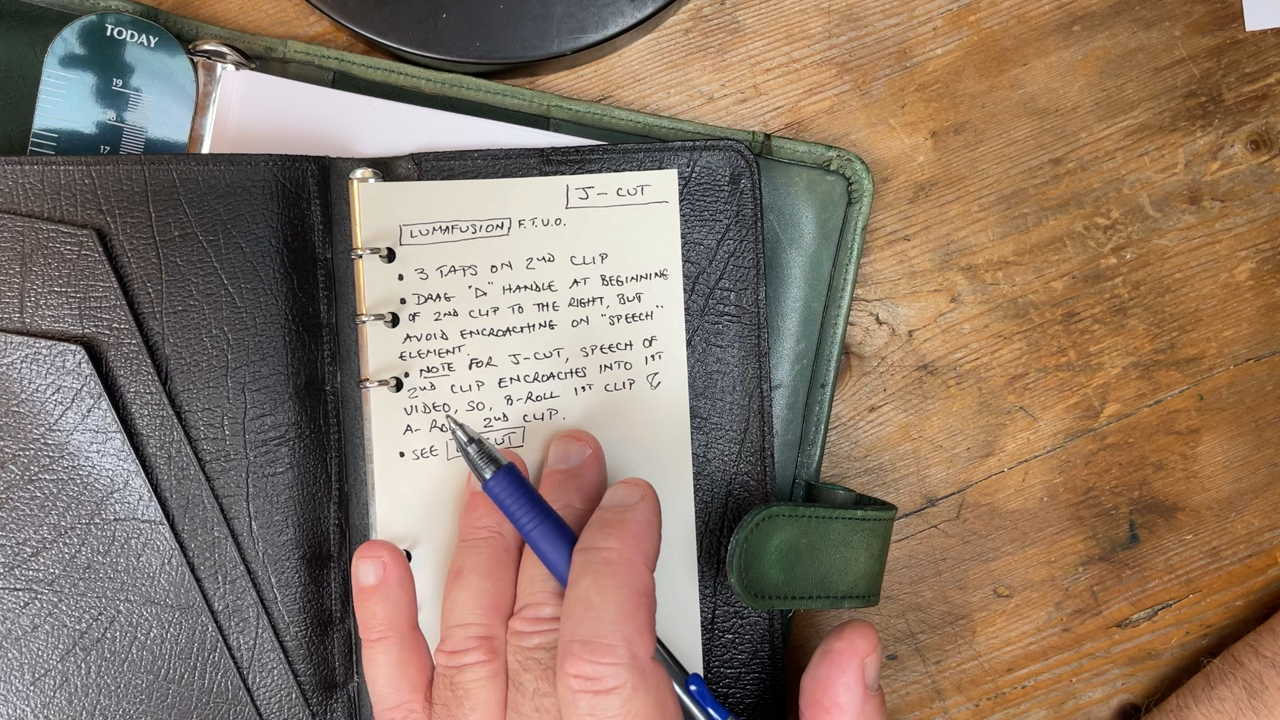 TODAY
19
18
17
J-CUT
LUMAFUSION F.T.U.O.
• 3 TAPS ON 2ND CLIP
• DRAG "Δ" HANDLE AT BEGINNING
OF 2ND CLIP TO THE RIGHT, BUT
AVOID ENCROACHING ON "SPEECH"
ELEMENT.
• NOTE FOR J-CUT, SPEECH OF
2ND CLIP ENCROACHES INTO 1ST
VIDEO, SO, B-ROLL 1ST CLIP &
A- 2ND CLIP.
• SEE CUT